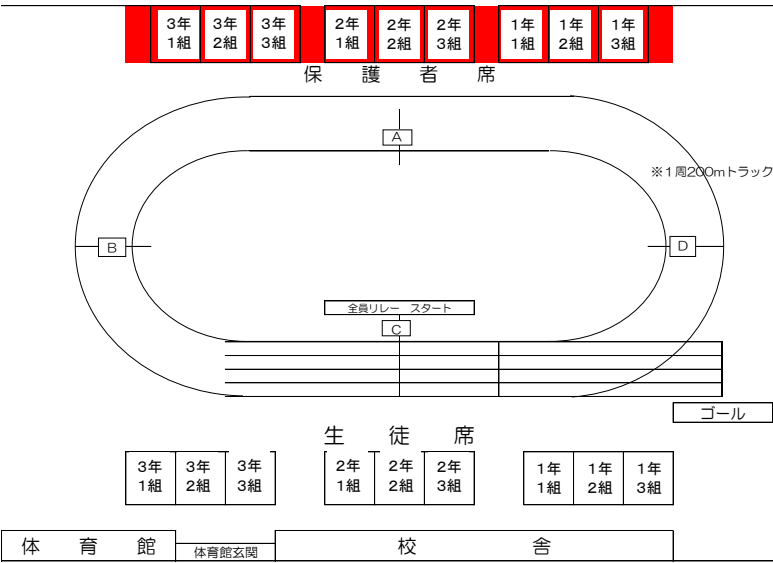 3年 3年 3年 2年 2年 2年 1年 1年 1年
1組 2組 3組 1組 2組 3組 1組 2組 3組
保護者席
A
※1周200mトラック
B
D
全員リレー　スタート
C
ゴール
生徒席
3年 3年 3年 2年 2年 2年 1年 1年 1年
1組 2組 3組 1組 2組 3組 1組 2組 3組
体育館 体育館玄関 校舎